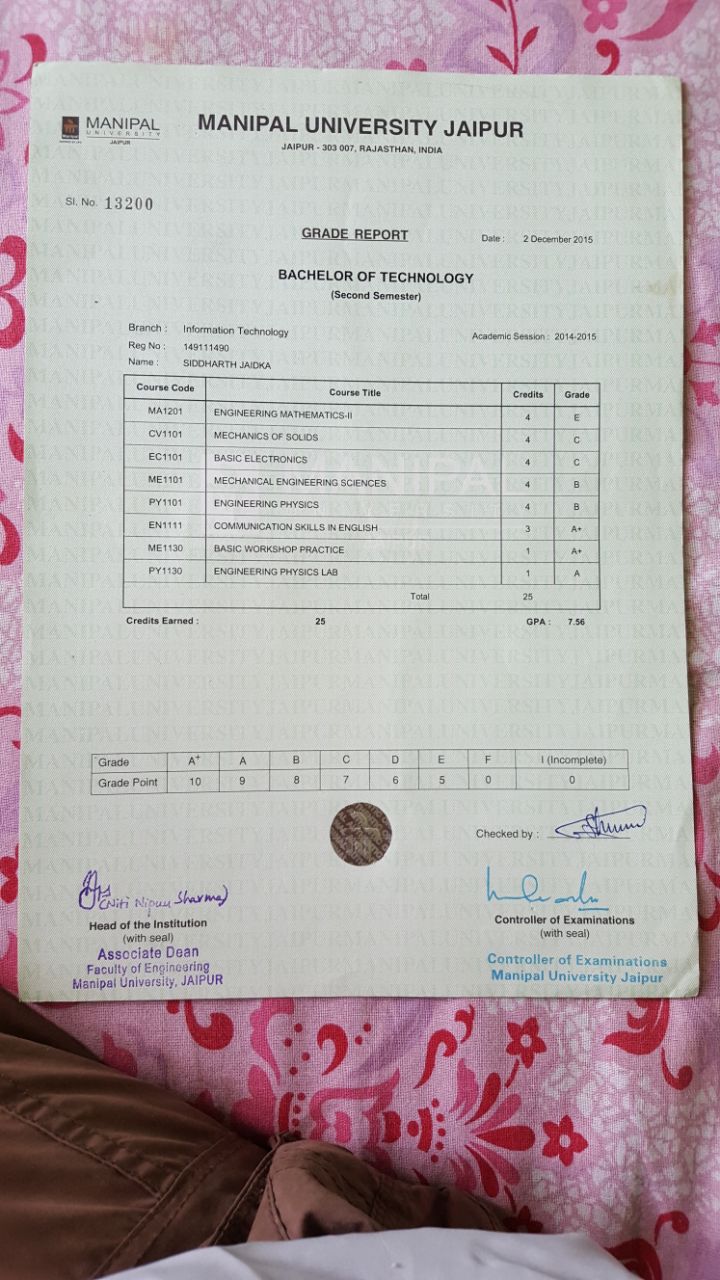 MANIPAL
UNIVERSITY
JAIPUR
MANIPAL UNIVERSITY JAIPUR
JAIPUR - 303 007, RAJASTHAN, INDIA
Sl. No. 13200
GRADE REPORT
Date : 2 December 2015
BACHELOR OF TECHNOLOGY
(Second Semester)
Branch : Information Technology
Academic Session : 2014-2015
Reg No : 149111490
Name : SIDDHARTH JAIDKA
Course Code Course Title Credits Grade
MA1201 ENGINEERING MATHEMATICS-II 4 E
CV1101 MECHANICS OF SOLIDS 4 C
EC1101 BASIC ELECTRONICS 4 C
ME1101 MECHANICAL ENGINEERING SCIENCES 4 B
PY1101 ENGINEERING PHYSICS 4 B
EN1111 COMMUNICATION SKILLS IN ENGLISH 3 A+
ME1130 BASIC WORKSHOP PRACTICE 1 A+
PY1130 ENGINEERING PHYSICS LAB 1 A
Total 25
Credits Earned : 25 GPA : 7.56
Grade A+ A B C D E F I (Incomplete)
Grade Point 10 9 8 7 6 5 0 0
Checked by :
(Niti Nipun Sharma)
Head of the Institution
(with seal)
Associate Dean
Faculty of Engineering
Manipal University, JAIPUR
Controller of Examinations
(with seal)
Controller of Examinations
Manipal University Jaipur